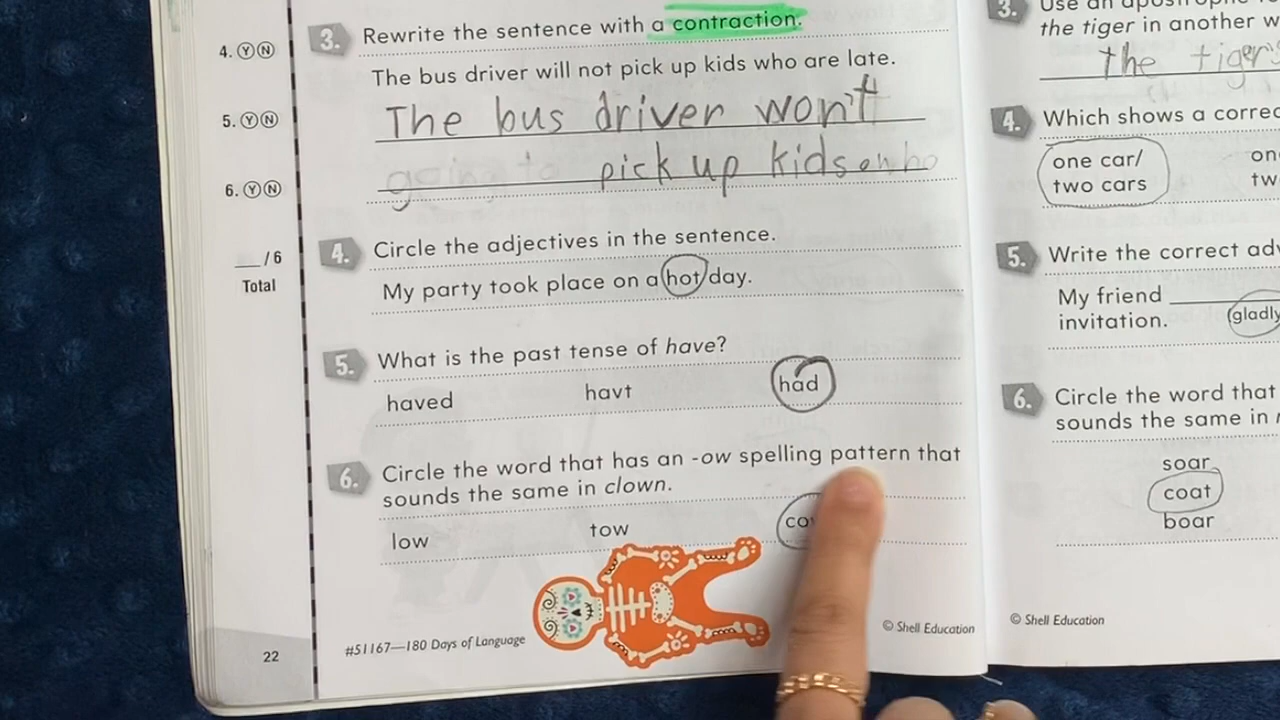 4. Ⓨ Ⓝ
5. Ⓨ Ⓝ
6. Ⓨ Ⓝ
__ / 6
Total
22
3. Rewrite the sentence with a contraction.
The bus driver will not pick up kids who are late.
The bus driver won't
going to pick up kids who
4. Circle the adjectives in the sentence.
My party took place on a hot day.
5. What is the past tense of have?
haved havt had
6. Circle the word that has an -ow spelling pattern that
sounds the same in clown.
low tow
#51167—180 Days of Language
© Shell Education
3. Use an
the tiger in another
the tiger's
4. Which shows a
one car/
two cars
5. Write the correct
My friend ________
invitation. gladly
6. Circle the word that
sounds the same in
soar
coat
boar
© Shell Education